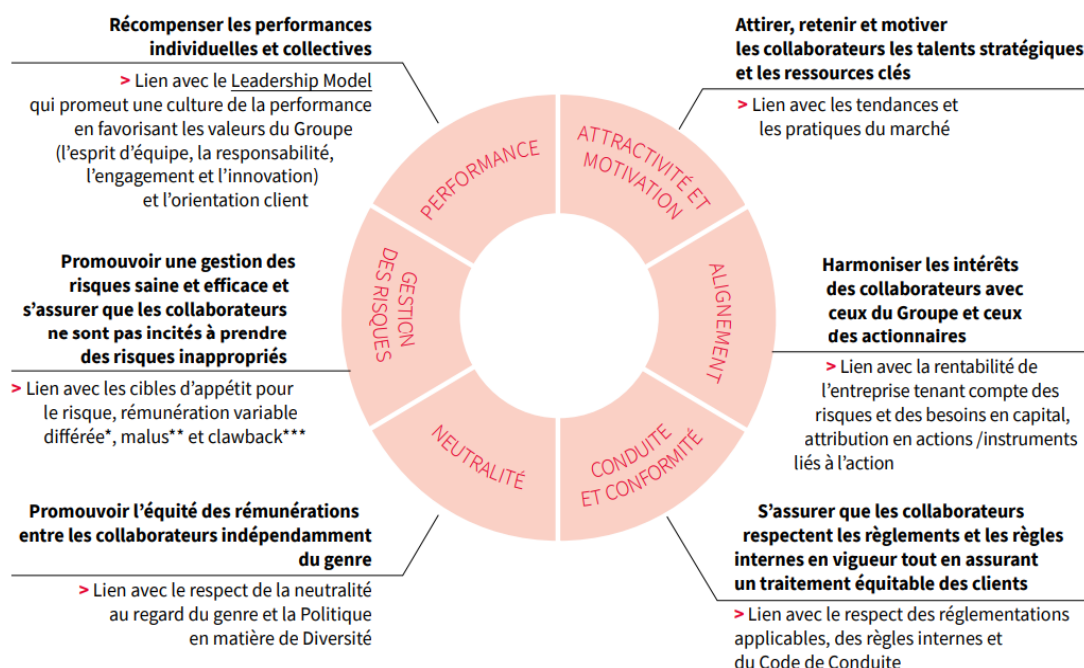 Récompenser les performances
individuelles et collectives
> Lien avec le Leadership Model
qui promeut une culture de la performance
en favorisant les valeurs du Groupe
(l’esprit d’équipe, la responsabilité,
l’engagement et l’innovation)
et l’orientation client
Attirer, retenir et motiver
les collaborateurs les talents stratégiques
et les ressources clés
> Lien avec les tendances et
les pratiques du marché
PERFORMANCE
ATTRACTIVITÉ ET
MOTIVATION
Promouvoir une gestion des
risques saine et efficace et
s’assurer que les collaborateurs
ne sont pas incités à prendre
des risques inappropriés
> Lien avec les cibles d’appétit pour
le risque, rémunération variable
différée*, malus** et clawback***
GESTION
DES RISQUES
ALIGNEMENT
Harmoniser les intérêts
des collaborateurs avec
ceux du Groupe et ceux
des actionnaires
> Lien avec la rentabilité de
l’entreprise tenant compte des
risques et des besoins en capital,
attribution en actions /instruments
liés à l’action
NEUTRALITÉ
CONDUITE
ET CONFORMITÉ
Promouvoir l’équité des rémunérations
entre les collaborateurs indépendamment
du genre
> Lien avec le respect de la neutralité
au regard du genre et la Politique
en matière de Diversité
S’assurer que les collaborateurs
respectent les règlements et les règles
internes en vigueur tout en assurant
un traitement équitable des clients
> Lien avec le respect des réglementations
applicables, des règles internes et
du Code de Conduite